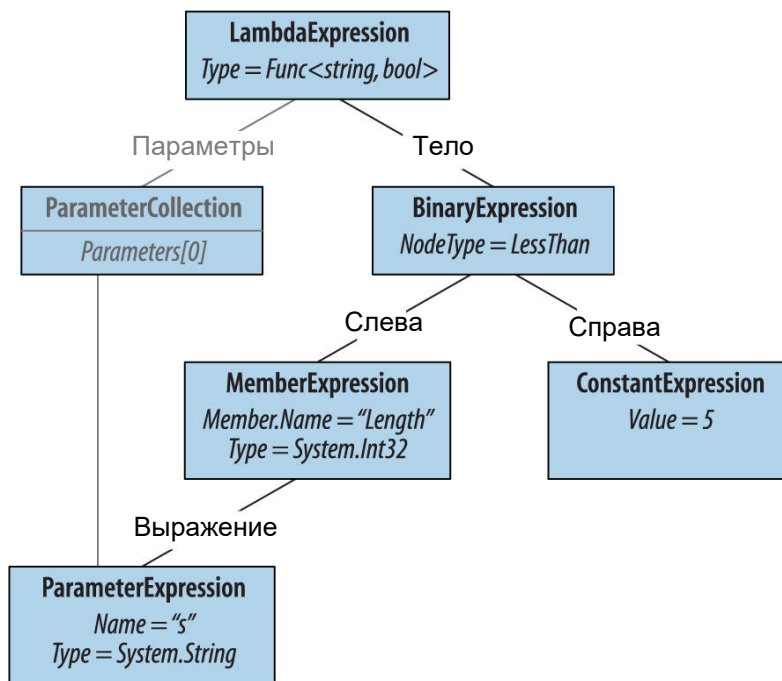 LambdaExpression
Type = Func<string, bool>
Параметры
Тело
ParameterCollection
Parameters[0]
BinaryExpression
NodeType = LessThan
Слева
Справа
MemberExpression
Member.Name = “Length”
Type = System.Int32
ConstantExpression
Value = 5
Выражение
ParameterExpression
Name = “s”
Type = System.String